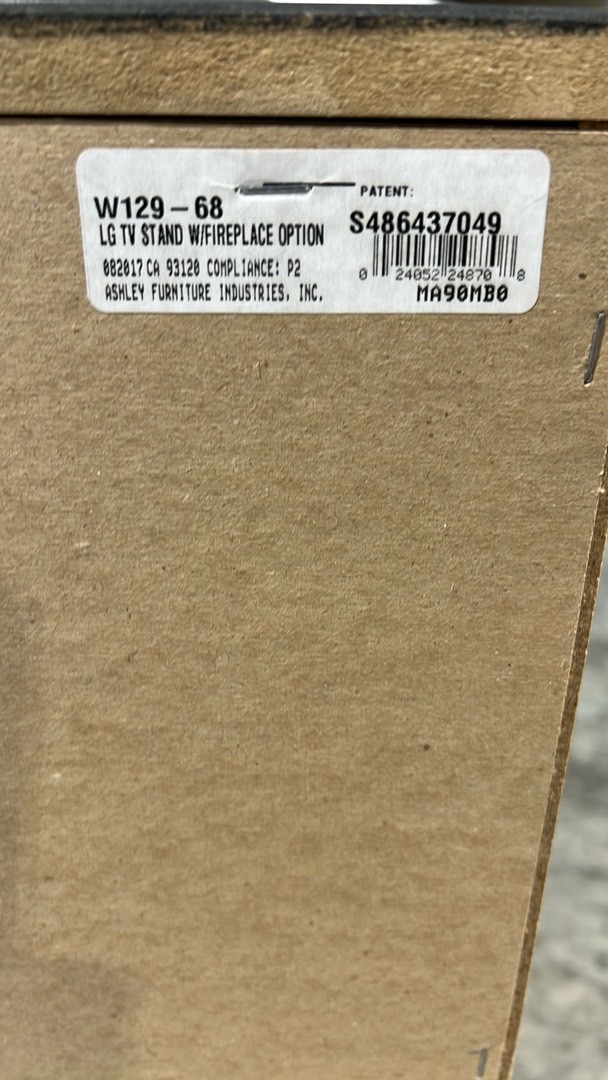 W129-68
LG TV STAND W/FIREPLACE OPTION
082017 CA 93120 COMPLIANCE: P2
ASHLEY FURNITURE INDUSTRIES, INC.
PATENT:
S486437049
0 24052 24870 8
MA90MB0